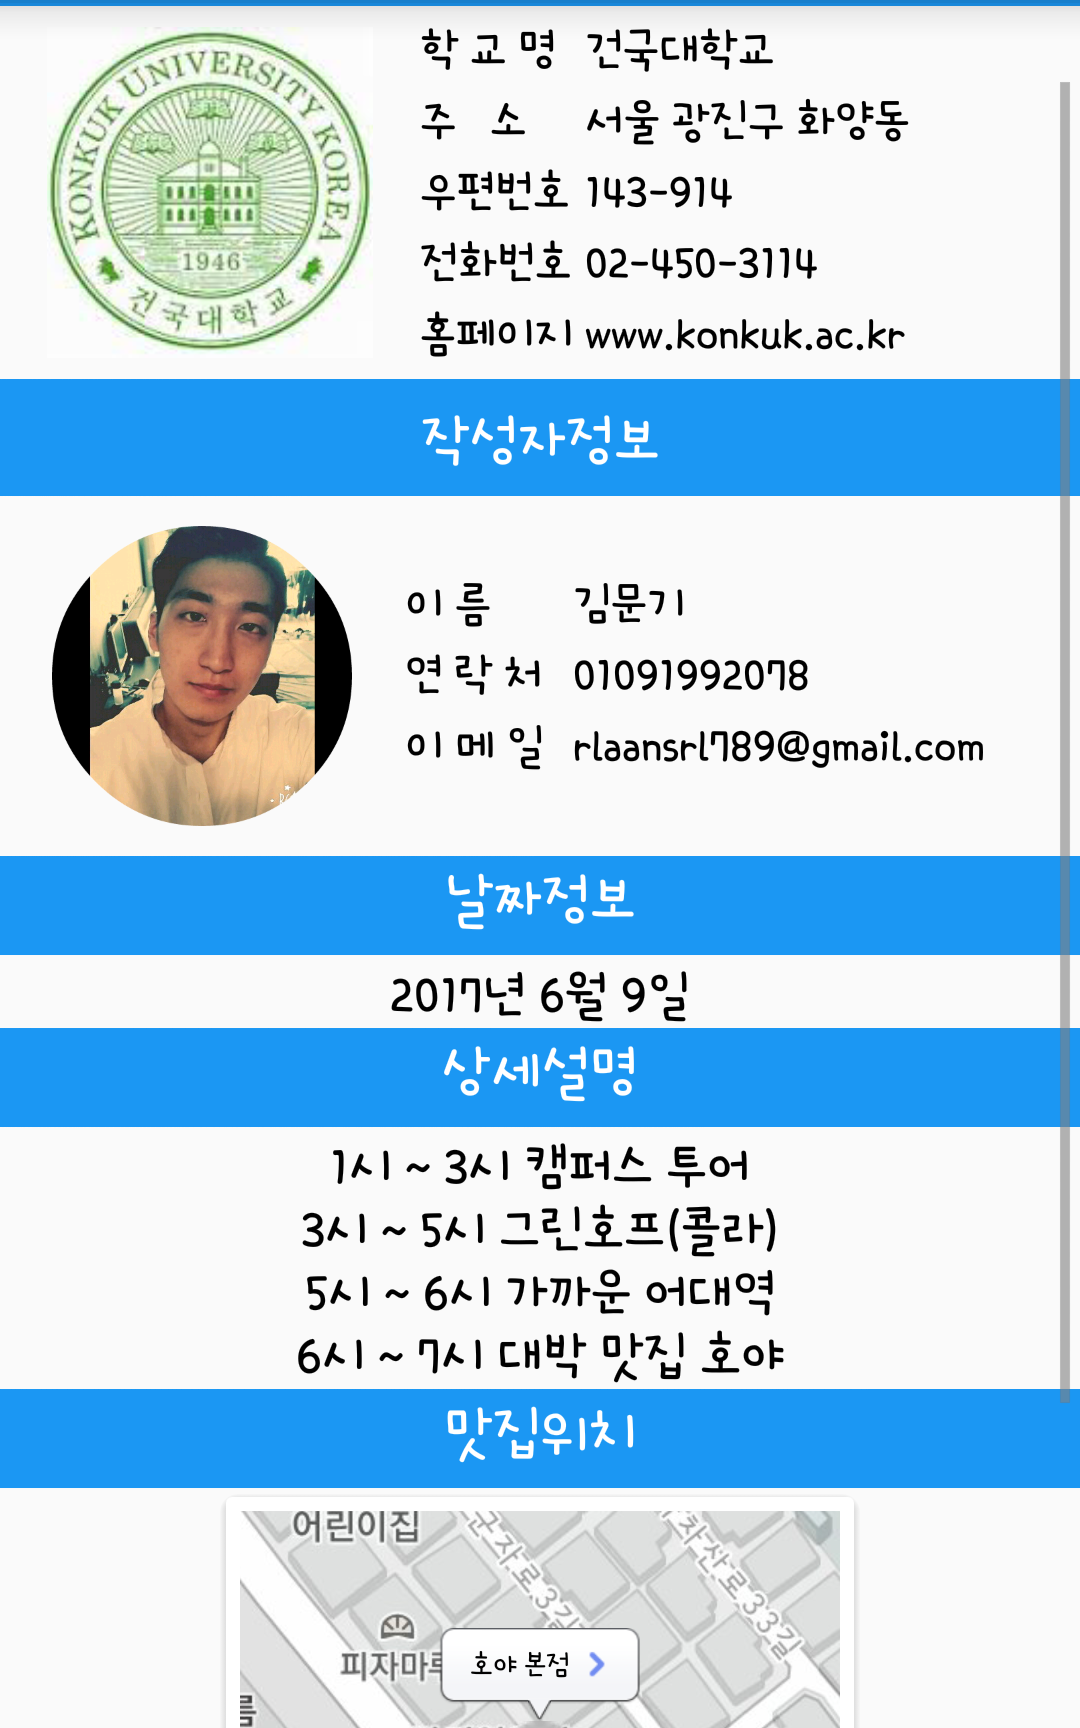 KONKUK UNIVERSITY KOREA
1946
건국대학교
학 교 명 건국대학교
주 소 서울 광진구 화양동
우편번호 143-914
전화번호 02-450-3114
홈페이지 www.konkuk.ac.kr
작성자정보
이 름 김문기
연 락 처 01091992078
이 메 일 rlaansrl789@gmail.com
날짜정보
2017년 6월 9일
상세설명
1시 ~ 3시 캠퍼스 투어
3시 ~ 5시 그린호프(콜라)
5시 ~ 6시 가까운 어대역
6시 ~ 7시 대박 맛집 호야
맛집위치
어린이집
군자로3길
차산로33길
피자마루
호야 본점